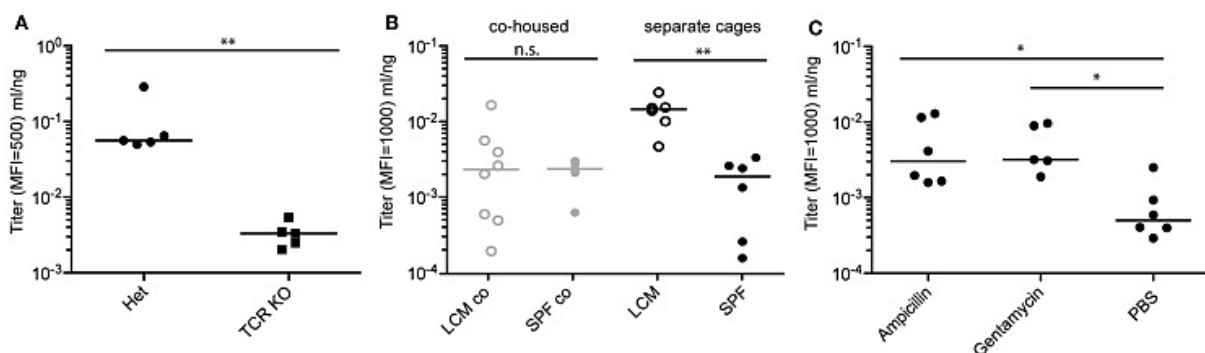 A
**
Titer (MFI=500) ml/ng
10⁰
10⁻¹
10⁻²
10⁻³
Het
TCR KO
B
co-housed
separate cages
n.s.
**
Titer (MFI=1000) ml/ng
10⁻¹
10⁻²
10⁻³
10⁻⁴
LCM co
SPF co
LCM
SPF
C
*
*
Titer (MFI=1000) ml/ng
10⁻¹
10⁻²
10⁻³
10⁻⁴
Ampicillin
Gentamycin
PBS